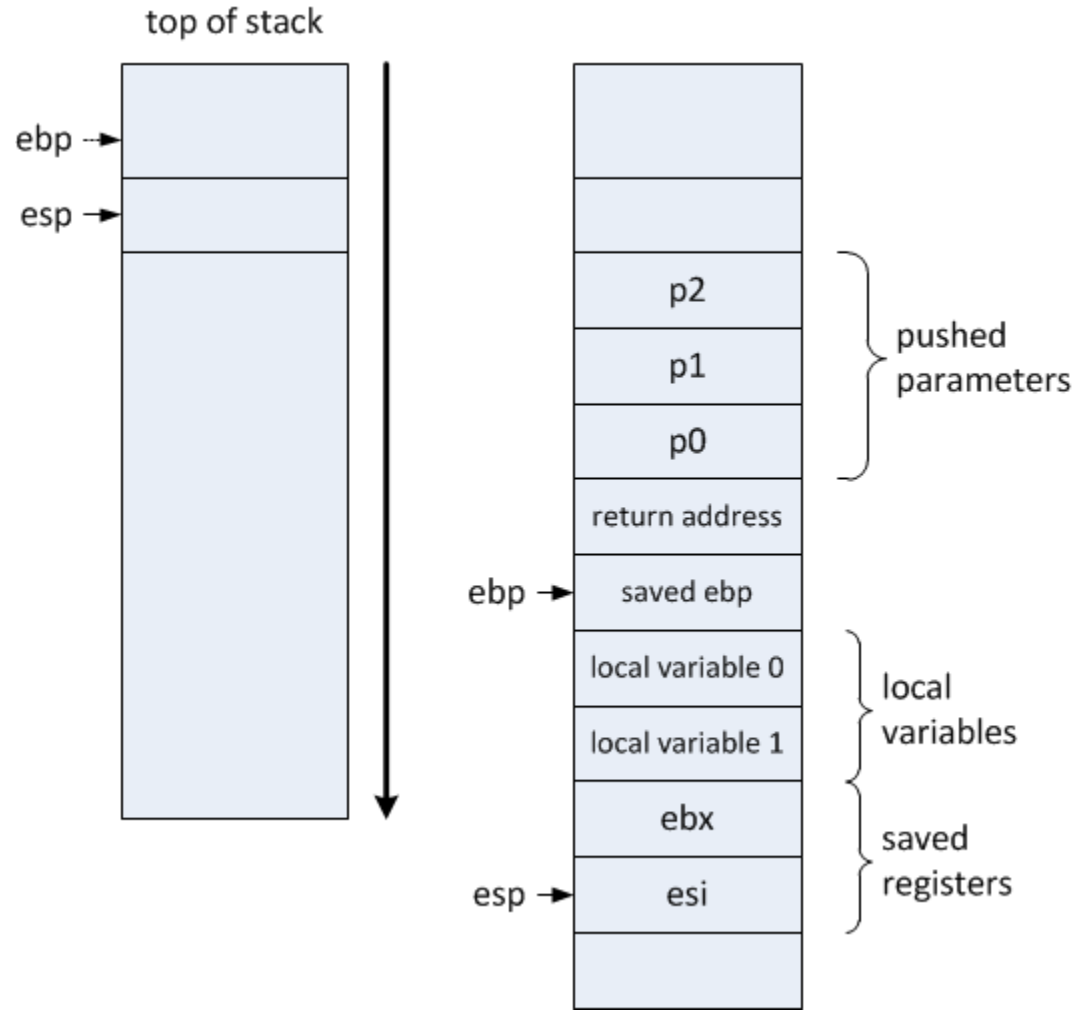 top of stack
ebp
esp
p2
p1
p0
pushed
parameters
return address
ebp
saved ebp
local variable 0
local variable 1
local
variables
ebx
esp
esi
saved
registers